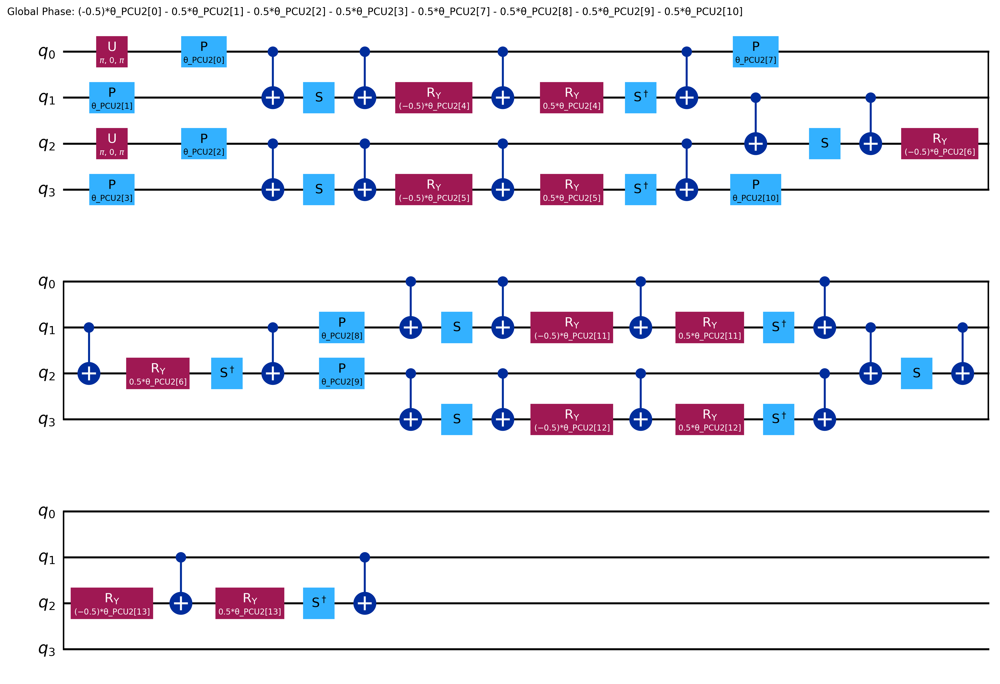 Global Phase: (-0.5)*θ_PCU2[0] - 0.5*θ_PCU2[1] - 0.5*θ_PCU2[2] - 0.5*θ_PCU2[3] - 0.5*θ_PCU2[7] - 0.5*θ_PCU2[8] - 0.5*θ_PCU2[9] - 0.5*θ_PCU2[10]
q0 U P P
π, 0, π θ_PCU2[0] θ_PCU2[7]
q1 P S RY RY S†
θ_PCU2[1] (−0.5)*θ_PCU2[4] 0.5*θ_PCU2[4]
q2 U P S RY
π, 0, π θ_PCU2[2] (−0.5)*θ_PCU2[6]
q3 P S RY RY S† P
θ_PCU2[3] (−0.5)*θ_PCU2[5] 0.5*θ_PCU2[5] θ_PCU2[10]
q0
q1 P S RY RY S†
θ_PCU2[8] (−0.5)*θ_PCU2[11] 0.5*θ_PCU2[11]
q2 RY S† P S
0.5*θ_PCU2[6] θ_PCU2[9]
q3 S RY RY S†
(−0.5)*θ_PCU2[12] 0.5*θ_PCU2[12]
q0
q1
q2 RY RY S†
(−0.5)*θ_PCU2[13] 0.5*θ_PCU2[13]
q3